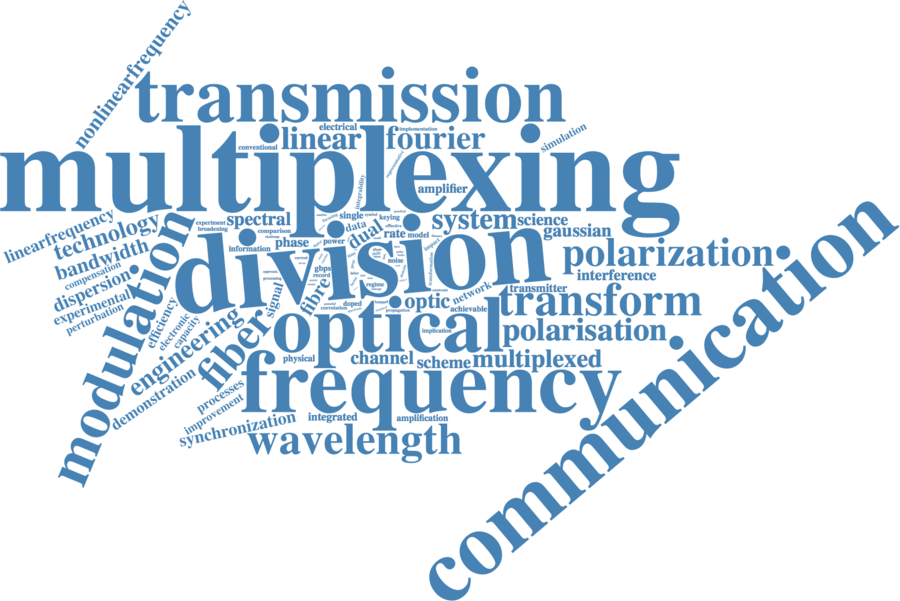 nonlinearfrequency
transmission
electrical
implementation
simulation
conventional
linear
fourier
multiplexing
integrability
amplifier
linearfrequency
technology
bandwidth
compensation
dispersion
experimental
perturbation
modulation
experiment
broadening
spectral
comparison
information
phase
single
keying
data
dual
rate
model
power
noise
system
science
gaussian
division
polarization
interference
transmitter
gbps
record
regime
fibre
signal
doped
optic
network
achievable
transform
efficiency
electronic
capacity
engineering
fiber
optical
implication
polarisation
demonstration
physical
channel
scheme
multiplexed
frequency
processes
improvement
synchronization
integrated
amplification
wavelength
communication